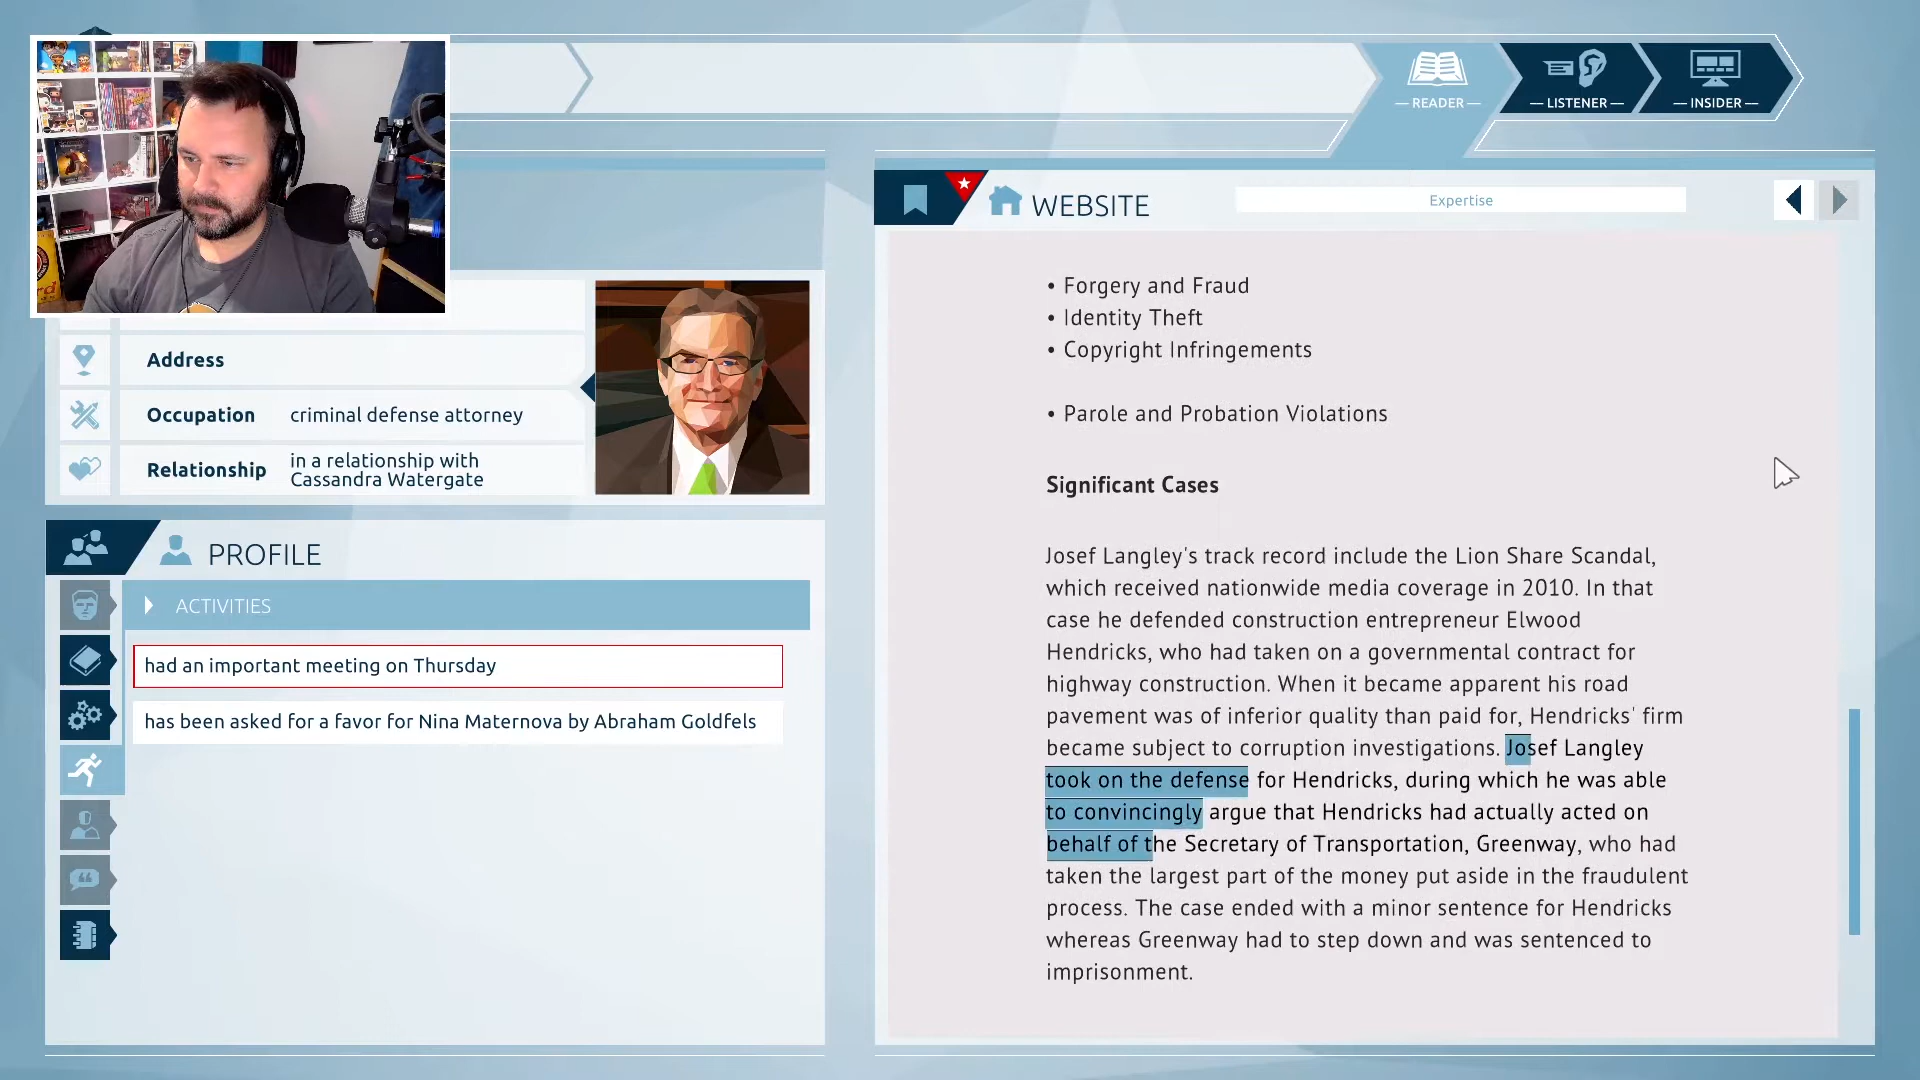 READER
LISTENER
INSIDER
WEBSITE
Expertise
Address
Occupation criminal defense attorney
Relationship in a relationship with
Cassandra Watergate
PROFILE
ACTIVITIES
had an important meeting on Thursday
has been asked for a favor for Nina Maternova by Abraham Goldfels
• Forgery and Fraud
• Identity Theft
• Copyright Infringements
• Parole and Probation Violations
Significant Cases
Josef Langley's track record include the Lion Share Scandal,
which received nationwide media coverage in 2010. In that
case he defended construction entrepreneur Elwood
Hendricks, who had taken on a governmental contract for
highway construction. When it became apparent his road
pavement was of inferior quality than paid for, Hendricks' firm
became subject to corruption investigations. Josef Langley
took on the defense for Hendricks, during which he was able
to convincingly argue that Hendricks had actually acted on
behalf of the Secretary of Transportation, Greenway, who had
taken the largest part of the money put aside in the fraudulent
process. The case ended with a minor sentence for Hendricks
whereas Greenway had to step down and was sentenced to
imprisonment.